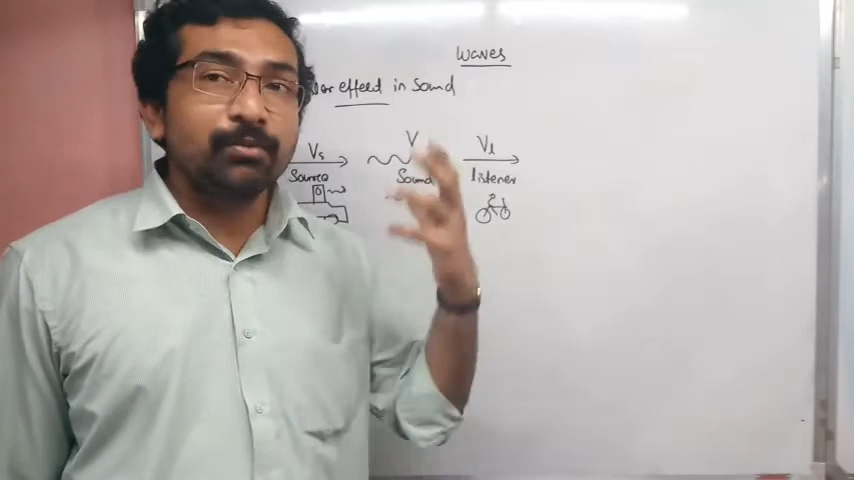 Waves
effect in Sound
Vs V Vl
Source Sound listener